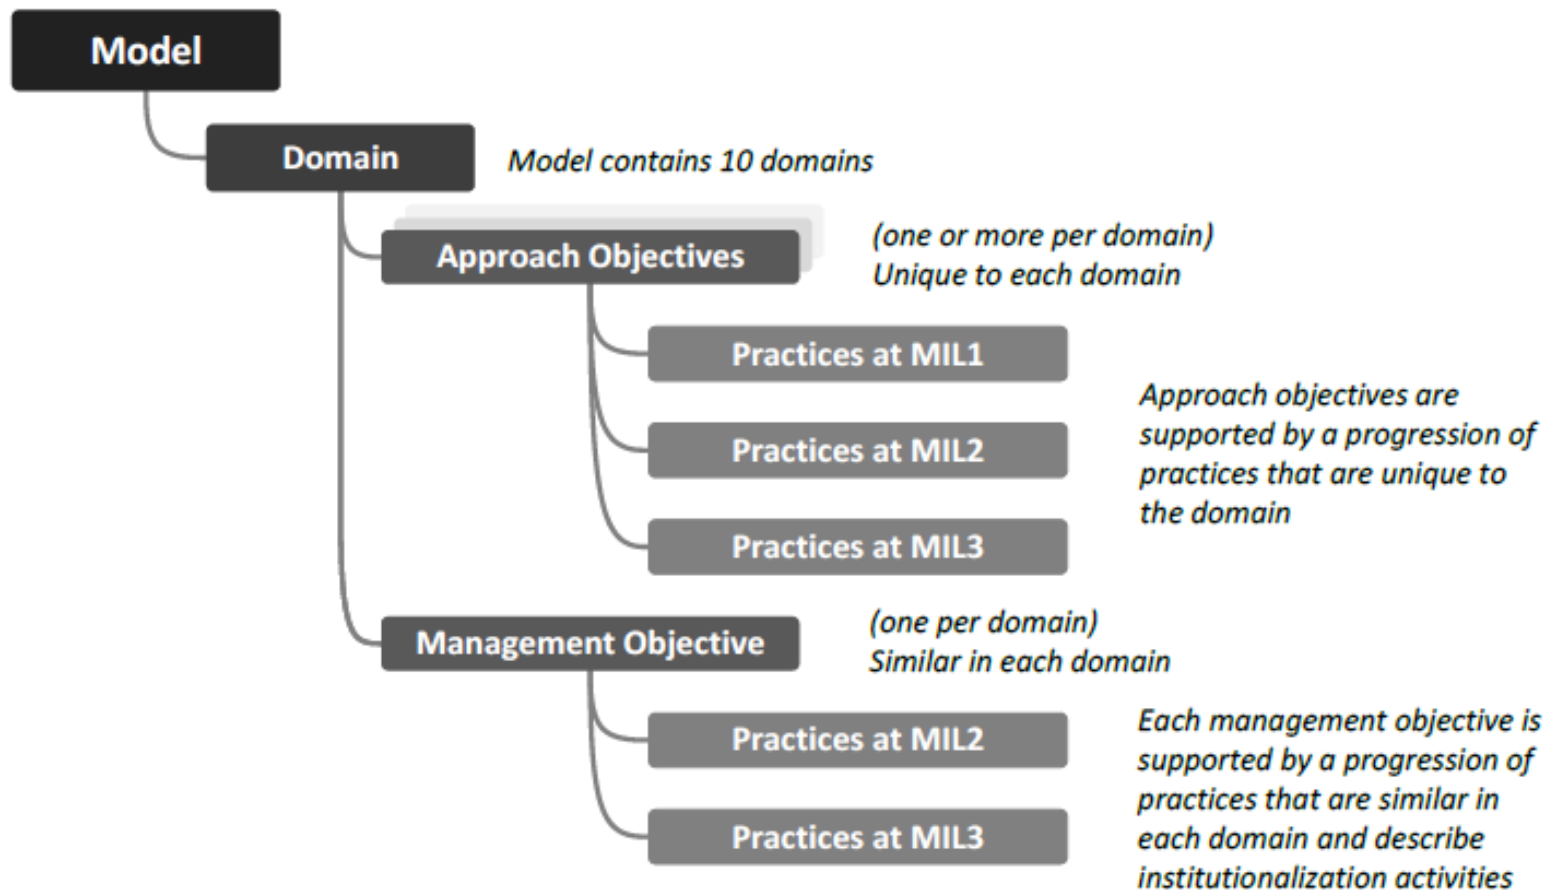 Model
Domain
Model contains 10 domains
Approach Objectives
(one or more per domain)
Unique to each domain
Practices at MIL1
Practices at MIL2
Practices at MIL3
Approach objectives are
supported by a progression of
practices that are unique to
the domain
Management Objective
(one per domain)
Similar in each domain
Practices at MIL2
Practices at MIL3
Each management objective is
supported by a progression of
practices that are similar in
each domain and describe
institutionalization activities